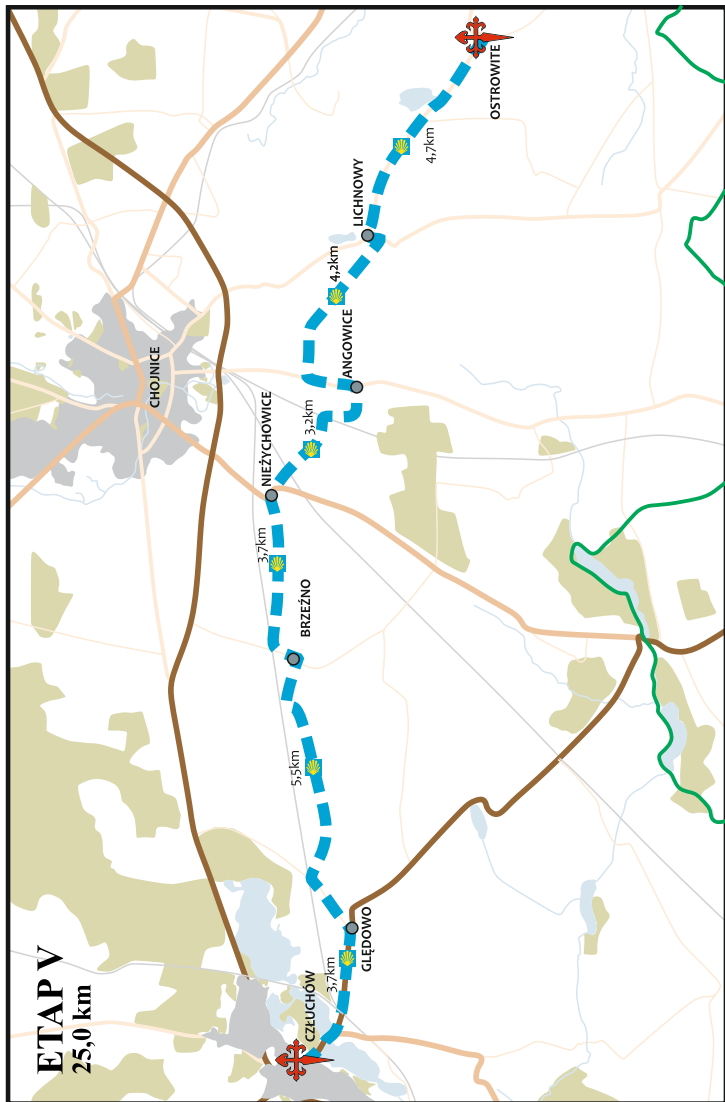 ETAP V
25,0 km
CZŁUCHÓW
3,7km
GLĘDOWO
5,5km
BRZEŹNO
3,7km
NIEŻYCHOWICE
3,2km
ANGOWICE
4,2km
LICHNOWY
4,7km
OSTROWITE
CHOJNICE